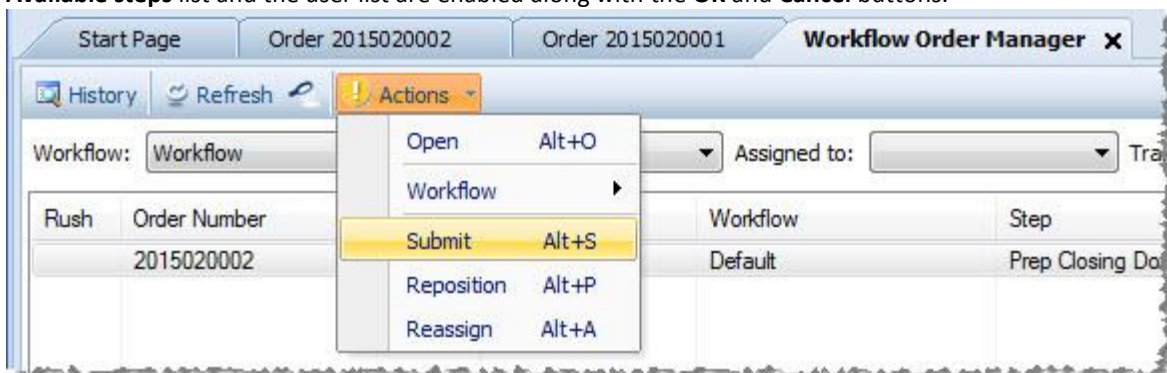 Available steps list and the user list are enabled along with the OK and Cancel buttons.
Start Page Order 2015020002 Order 2015020001 Workflow Order Manager X
History Refresh Actions
Workflow: Workflow Assigned to:
Open Alt+O
Workflow
Submit Alt+S
Reposition Alt+P
Reassign Alt+A
Rush Order Number Workflow Step
2015020002 Default Prep Closing